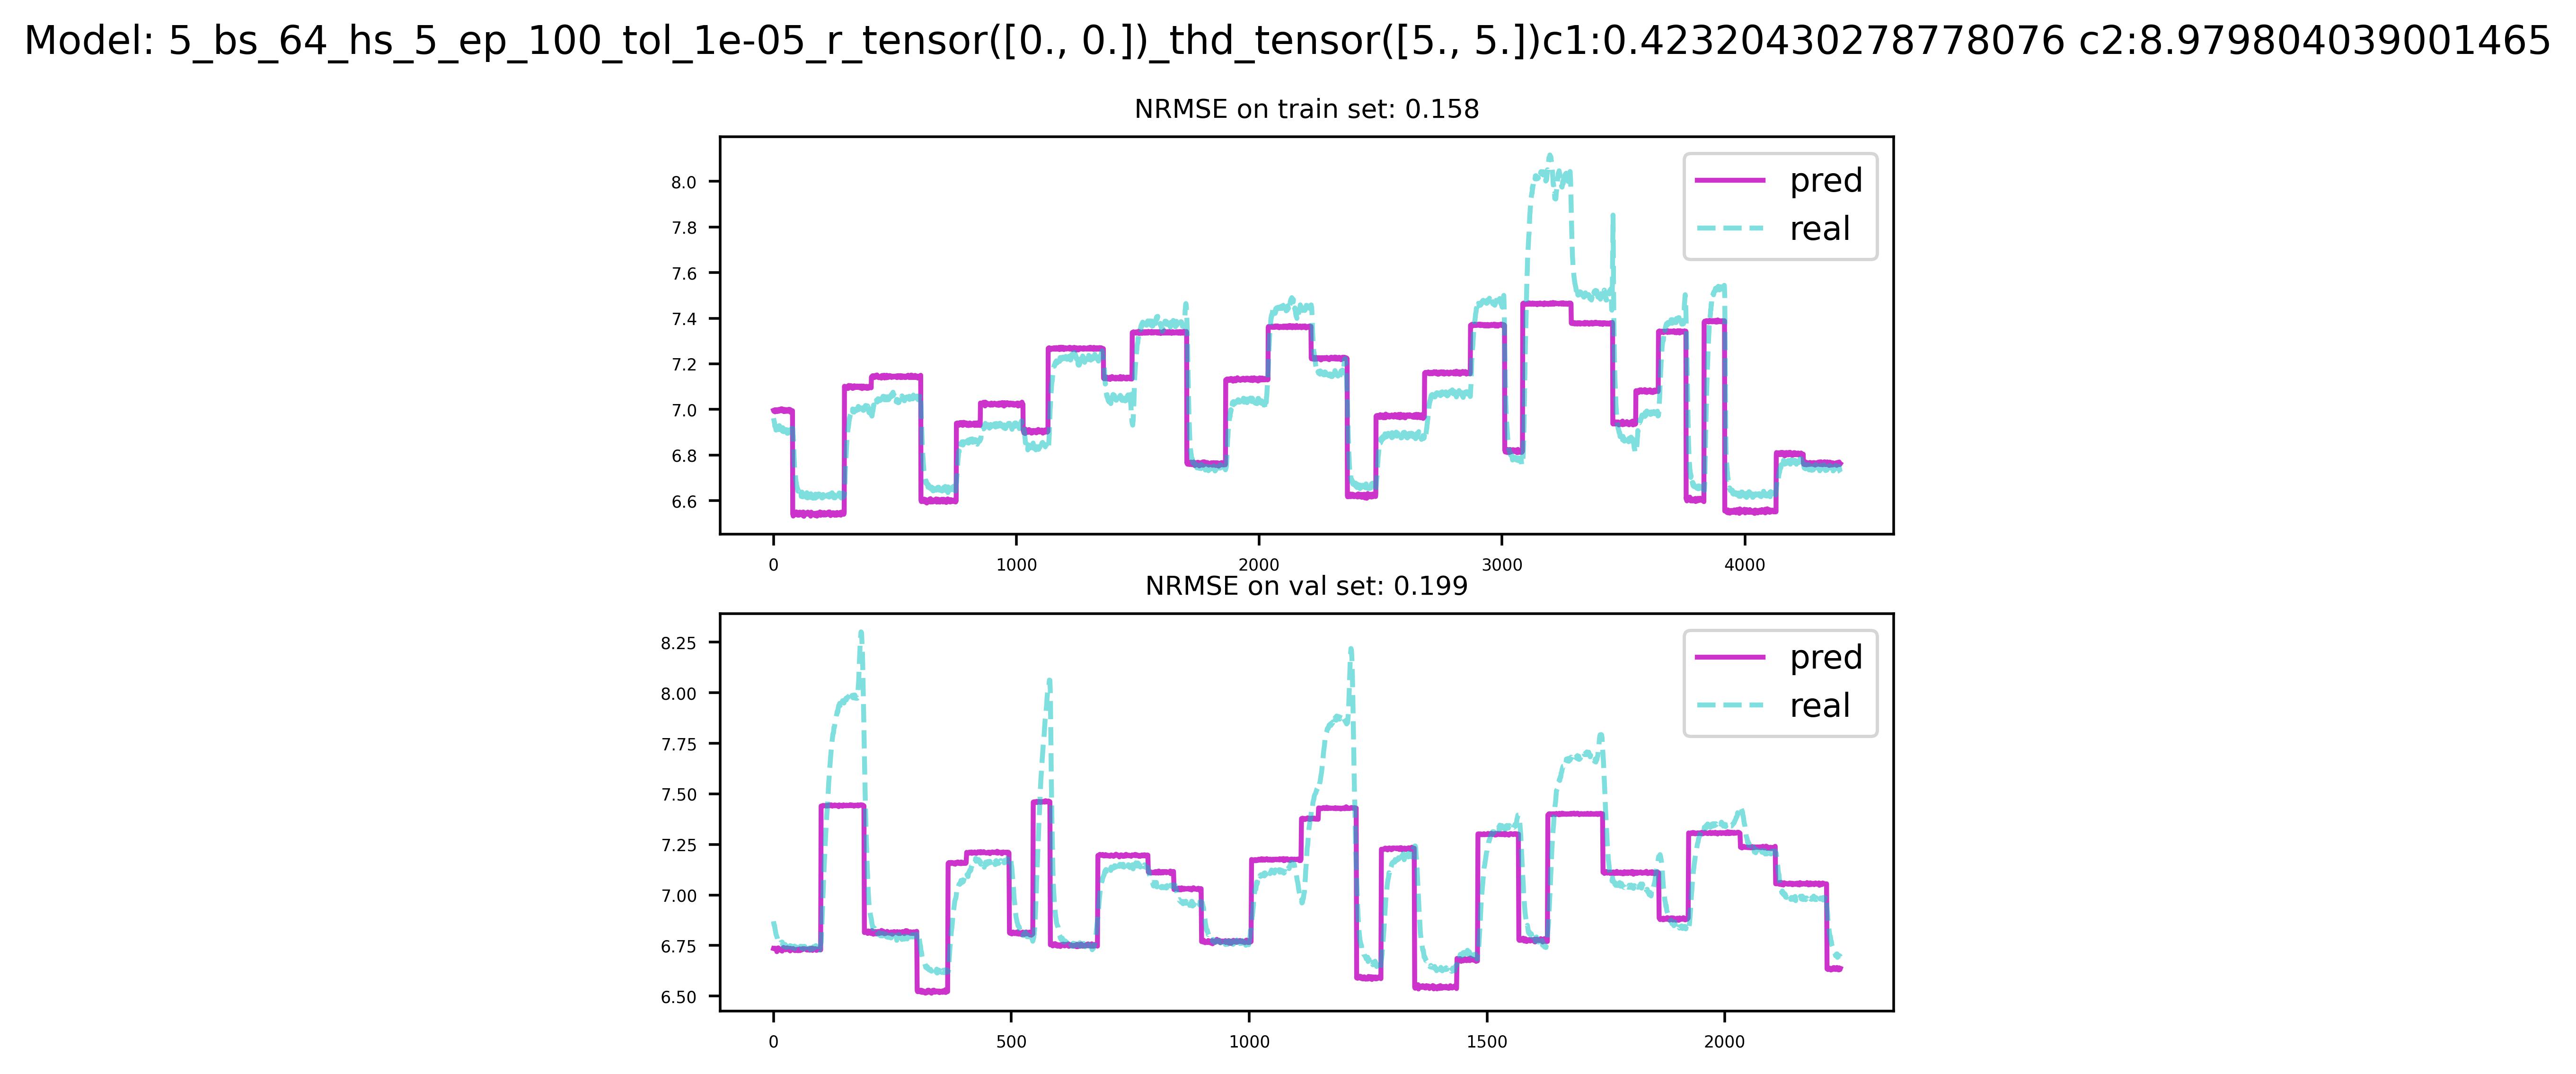 Model: 5_bs_64_hs_5_ep_100_tol_1e-05_r_tensor([0., 0.])_thd_tensor([5., 5.])c1:0.42320430278778076 c2:8.979804039001465
NRMSE on train set: 0.158
8.0
7.8
7.6
7.4
7.2
7.0
6.8
6.6
pred
real
0 1000 2000 3000 4000
NRMSE on val set: 0.199
8.25
8.00
7.75
7.50
7.25
7.00
6.75
6.50
pred
real
0 500 1000 1500 2000